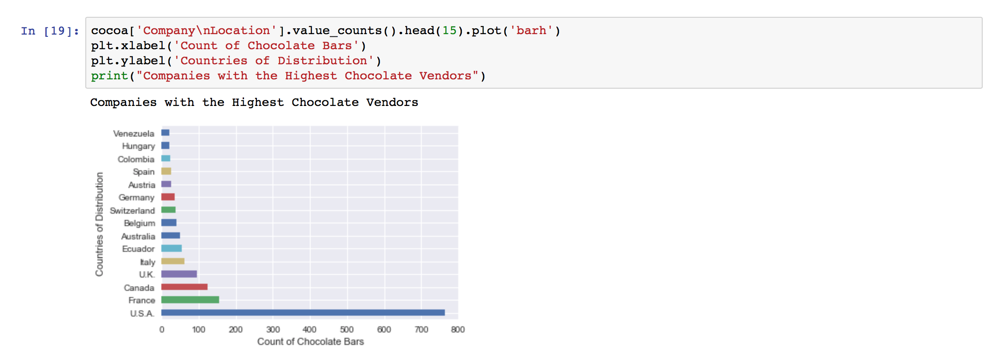 In [19]: cocoa['Company\nLocation'].value_counts().head(15).plot('barh')
plt.xlabel('Count of Chocolate Bars')
plt.ylabel('Countries of Distribution')
print("Companies with the Highest Chocolate Vendors")
Companies with the Highest Chocolate Vendors
Countries of Distribution
Venezuela
Hungary
Colombia
Spain
Austria
Germany
Switzerland
Belgium
Australia
Ecuador
Italy
U.K.
Canada
France
U.S.A.
0 100 200 300 400 500 600 700 800
Count of Chocolate Bars